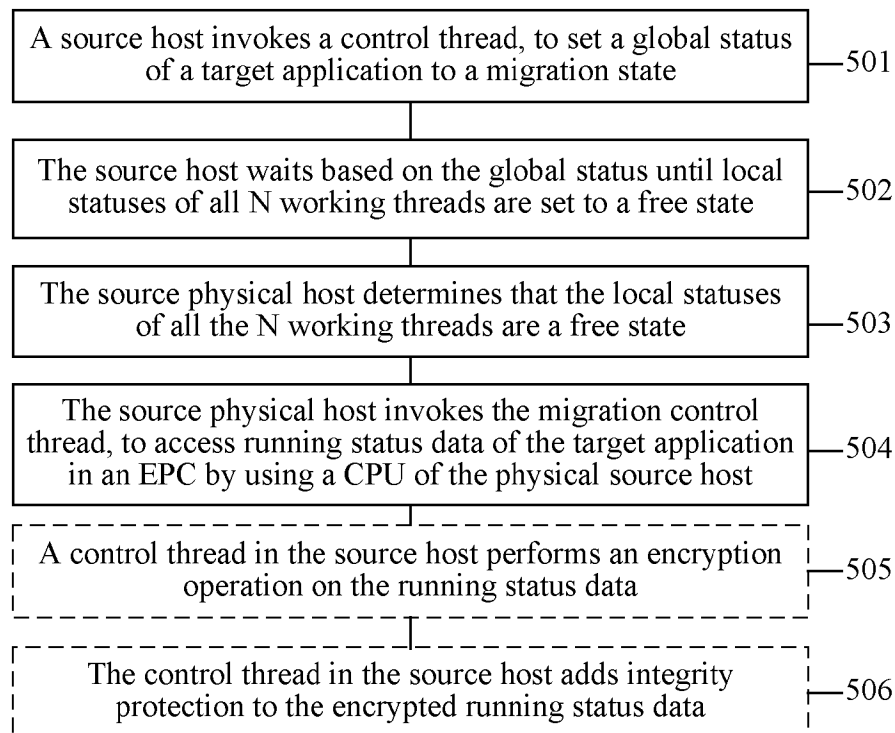 A source host invokes a control thread, to set a global status
of a target application to a migration state
501
The source host waits based on the global status until local
statuses of all N working threads are set to a free state
502
The source physical host determines that the local statuses
of all the N working threads are a free state
503
The source physical host invokes the migration control
thread, to access running status data of the target application
in an EPC by using a CPU of the physical source host
504
A control thread in the source host performs an encryption
operation on the running status data
505
The control thread in the source host adds integrity
protection to the encrypted running status data
506